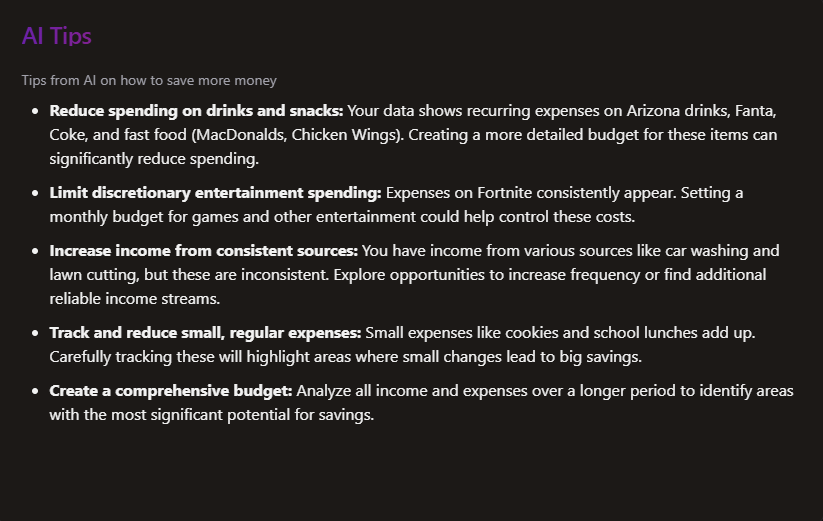 AI Tips
Tips from AI on how to save more money
• Reduce spending on drinks and snacks: Your data shows recurring expenses on Arizona drinks, Fanta,
Coke, and fast food (MacDonalds, Chicken Wings). Creating a more detailed budget for these items can
significantly reduce spending.
• Limit discretionary entertainment spending: Expenses on Fortnite consistently appear. Setting a
monthly budget for games and other entertainment could help control these costs.
• Increase income from consistent sources: You have income from various sources like car washing and
lawn cutting, but these are inconsistent. Explore opportunities to increase frequency or find additional
reliable income streams.
• Track and reduce small, regular expenses: Small expenses like cookies and school lunches add up.
Carefully tracking these will highlight areas where small changes lead to big savings.
• Create a comprehensive budget: Analyze all income and expenses over a longer period to identify areas
with the most significant potential for savings.